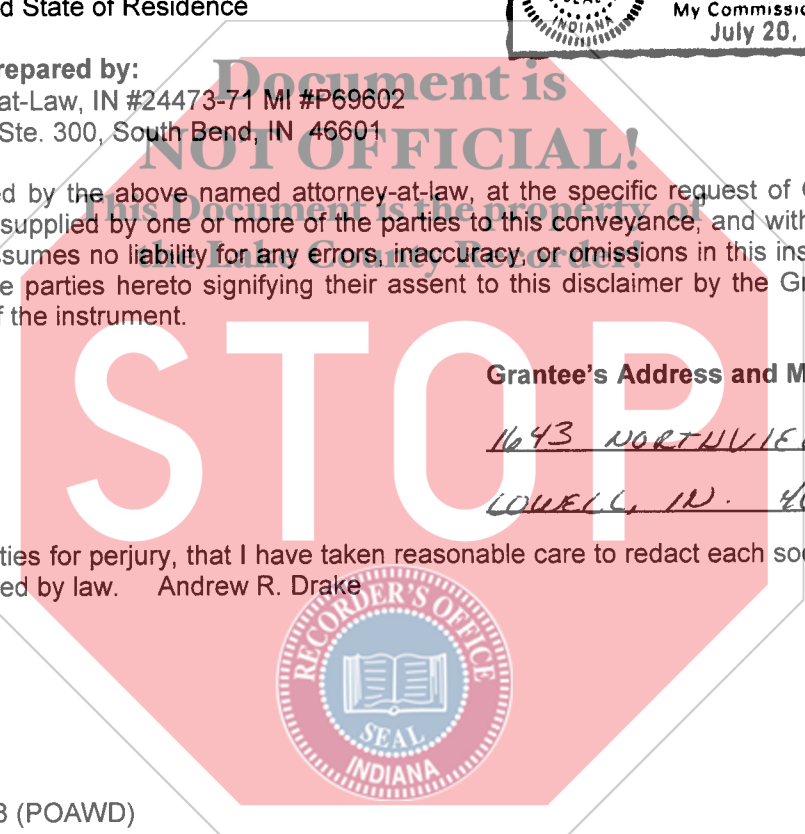 d State of Residence
INDIANA
My Commissio
July 20,
repared by:
at-Law, IN #24473-71 MI #P69602
Ste. 300, South Bend, IN 46601
Document is
NOT OFFICIAL!
This Document is the property of
the Lake County Recorder!
ed by the above named attorney-at-law, at the specific request of
supplied by one or more of the parties to this conveyance, and with
ssumes no liability for any errors, inaccuracy, or omissions in this ins
e parties hereto signifying their assent to this disclaimer by the Gr
f the instrument.
STOP
Grantee's Address and M
1643 NORTHVIE
LOWELL, IN.
ties for perjury, that I have taken reasonable care to redact each soc
ed by law. Andrew R. Drake
RECORDER'S OFFICE
SEAL
INDIANA
(POAWD)